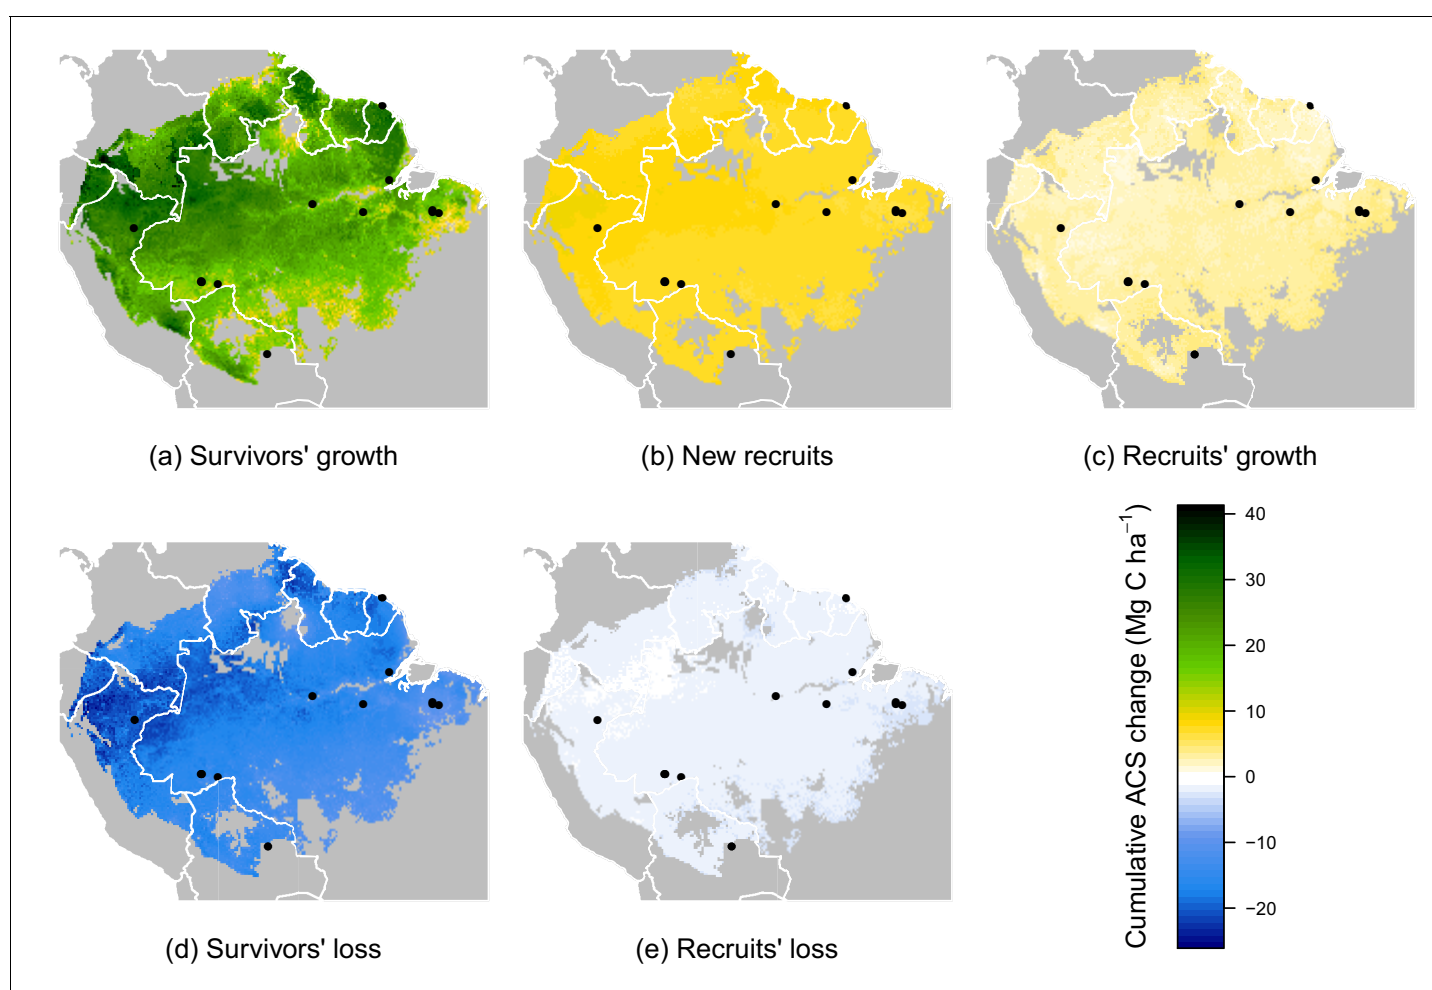 (a) Survivors' growth
(b) New recruits
(c) Recruits' growth
(d) Survivors' loss
(e) Recruits' loss
Cumulative ACS change (Mg C ha⁻¹)
40
30
20
10
0
−10
−20